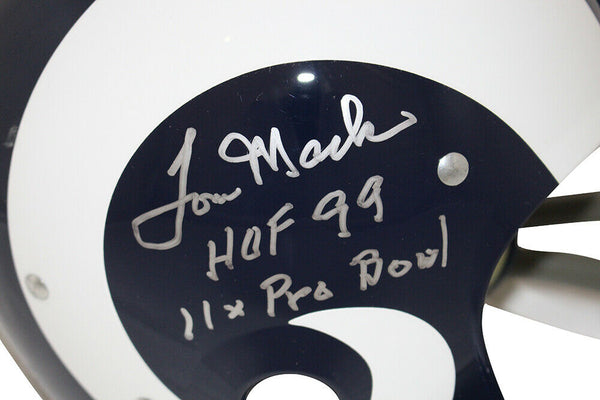 Tom Mack
HOF 99
11x Pro Bowl